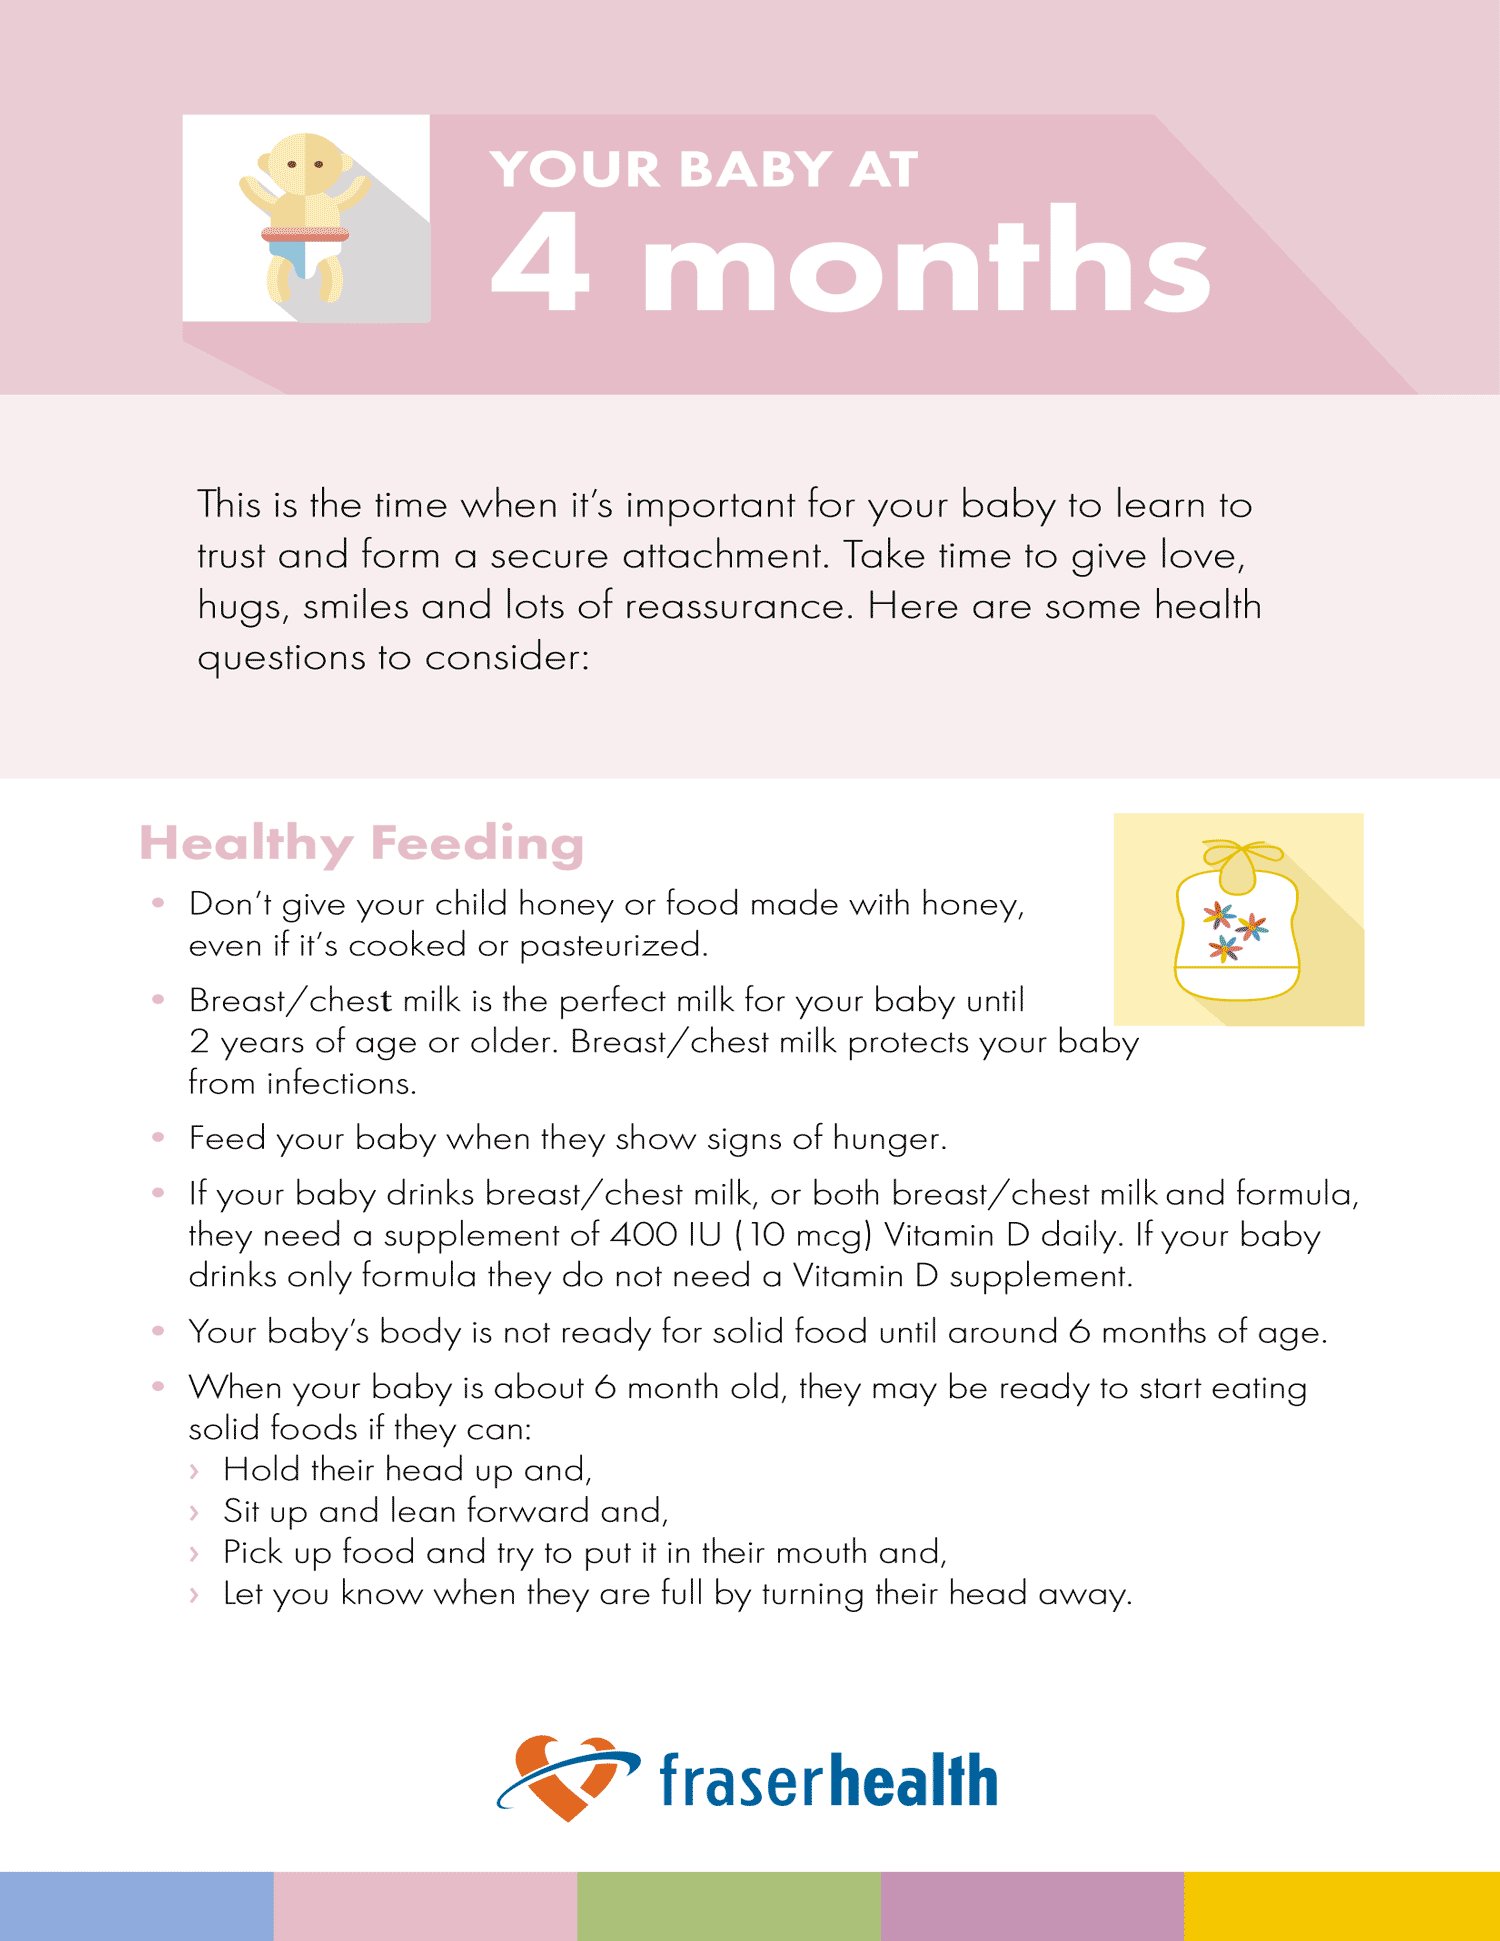 YOUR BABY AT
4 months
This is the time when it's important for your baby to learn to
trust and form a secure attachment. Take time to give love,
hugs, smiles and lots of reassurance. Here are some health
questions to consider:
Healthy Feeding
• Don't give your child honey or food made with honey,
even if it's cooked or pasteurized.
• Breast/chest milk is the perfect milk for your baby until
2 years of age or older. Breast/chest milk protects your baby
from infections.
• Feed your baby when they show signs of hunger.
• If your baby drinks breast/chest milk, or both breast/chest milk and formula,
they need a supplement of 400 IU (10 mcg) Vitamin D daily. If your baby
drinks only formula they do not need a Vitamin D supplement.
• Your baby's body is not ready for solid food until around 6 months of age.
• When your baby is about 6 month old, they may be ready to start eating
solid foods if they can:
› Hold their head up and,
› Sit up and lean forward and,
› Pick up food and try to put it in their mouth and,
› Let you know when they are full by turning their head away.
fraserhealth